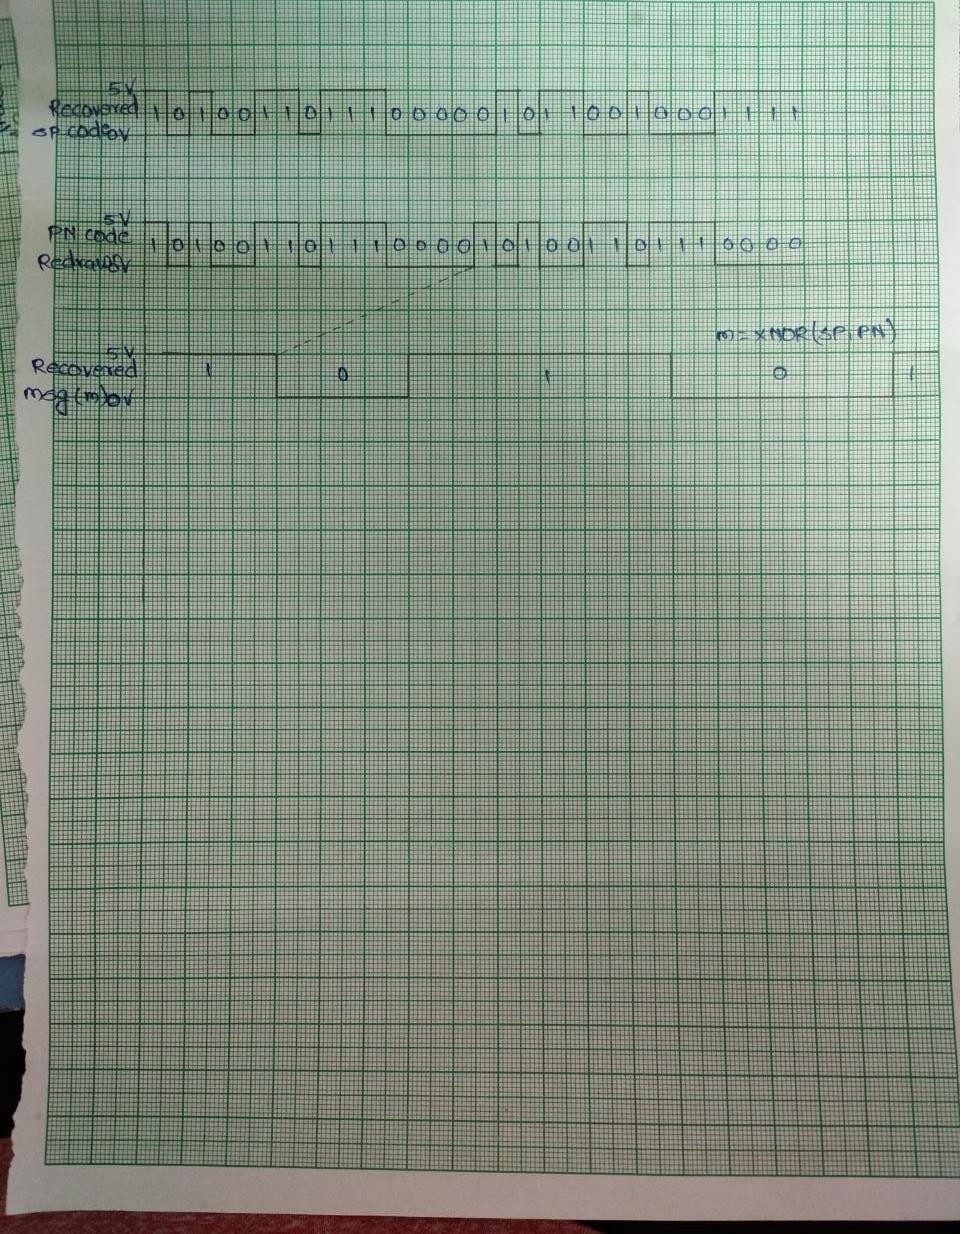 5V
Recovered 1 0 1 0 0 1 1 0 1 1 1 0 0 0 0 0 1 0 1 1 0 0 1 0 0 0 1 1 1 1
SP code 0V
5V
PN code 1 0 1 0 0 1 1 0 1 1 1 0 0 0 0 1 0 1 0 0 1 1 0 1 1 1 0 0 0 0
0V
m = XNOR(SP, PN)
5V
Recovered 1 0 1 0 1
msg (m) 0V